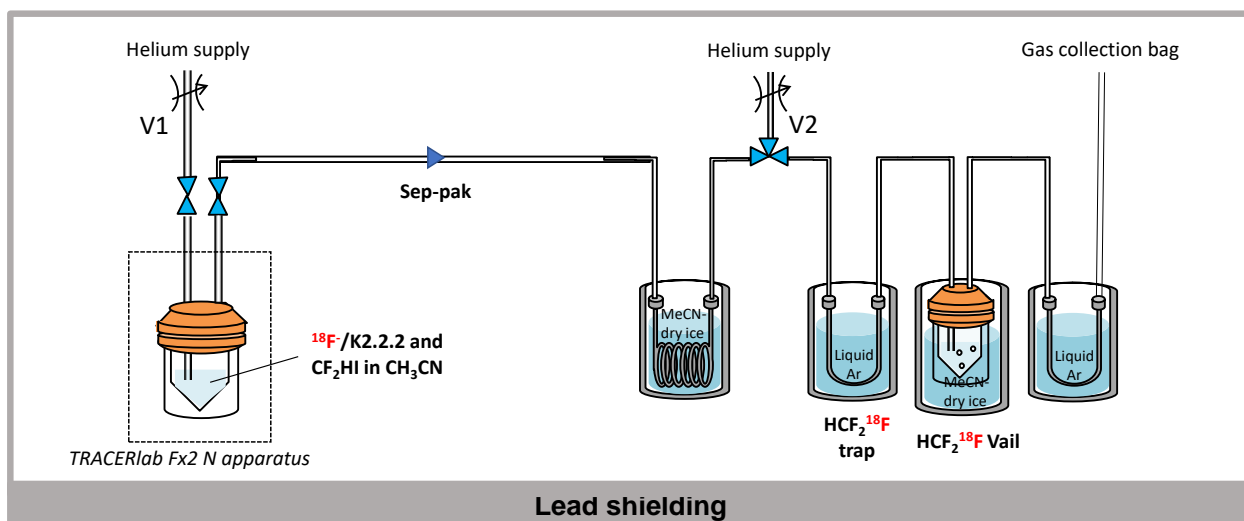 Helium supply
Helium supply
Gas collection bag
V1
V2
Sep-pak
MeCN-
dry ice
Liquid
Ar
MeCN-
dry ice
Liquid
Ar
18F-/K2.2.2 and
CF2HI in CH3CN
HCF218F
trap
HCF218F Vail
TRACERlab Fx2 N apparatus
Lead shielding